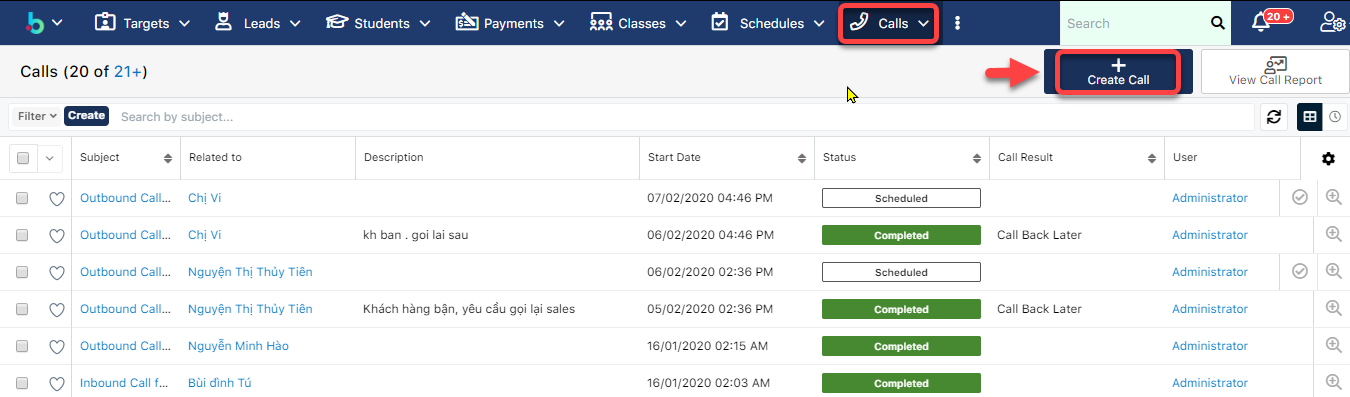 Targets Leads Students Payments Classes Schedules Calls Search 20 +
Calls (20 of 21+)
Create Call
View Call Report
Filter Create Search by subject...
Subject Related to Description Start Date Status Call Result User
Outbound Call... Chị Vi 07/02/2020 04:46 PM Scheduled Administrator
Outbound Call... Chị Vi kh ban . goi lai sau 06/02/2020 04:46 PM Completed Call Back Later Administrator
Outbound Call... Nguyện Thị Thủy Tiên 06/02/2020 02:36 PM Scheduled Administrator
Outbound Call... Nguyện Thị Thủy Tiên Khách hàng bận, yêu cầu gọi lại sales 05/02/2020 02:36 PM Completed Call Back Later Administrator
Outbound Call... Nguyễn Minh Hào 16/01/2020 02:15 AM Completed Administrator
Inbound Call f... Bùi đình Tú 16/01/2020 02:03 AM Completed Administrator